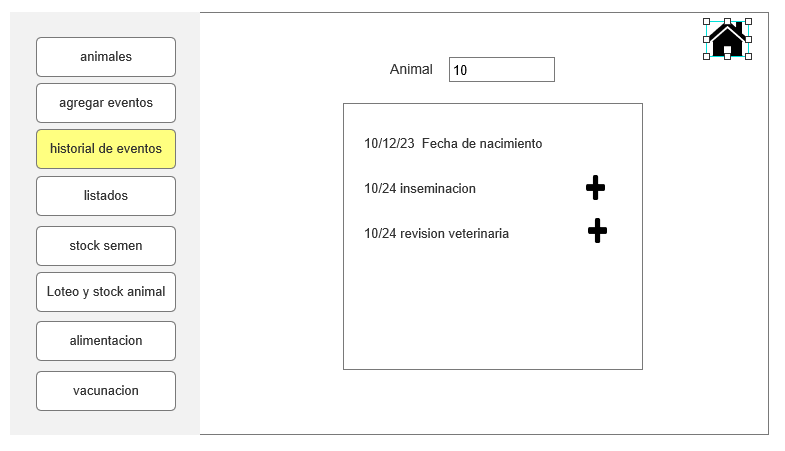 animales
agregar eventos
historial de eventos
listados
stock semen
Loteo y stock animal
alimentacion
vacunacion
Animal 10
10/12/23 Fecha de nacimiento
10/24 inseminacion
10/24 revision veterinaria